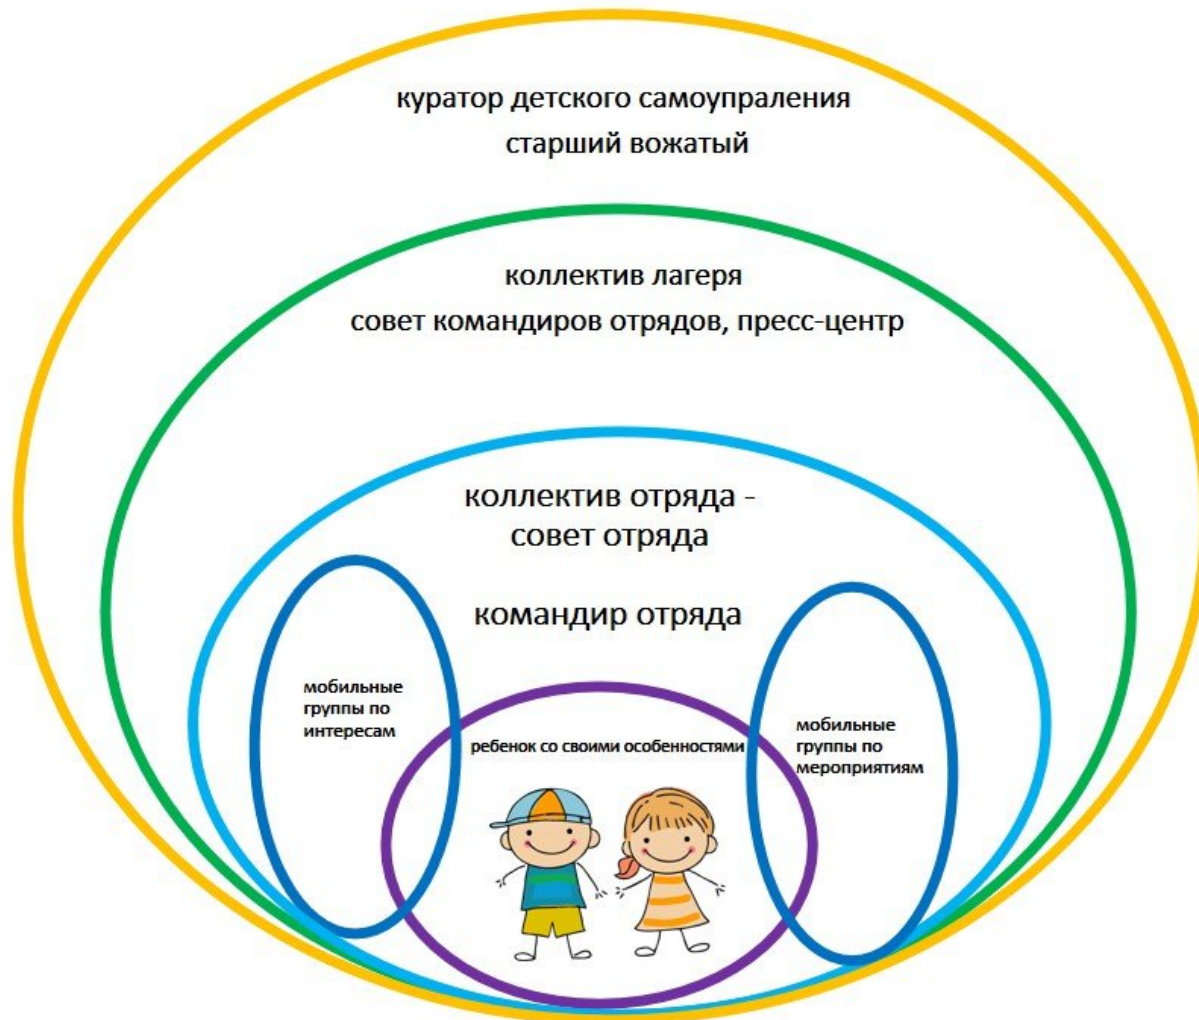 куратор детского самоупраления
старший вожатый
коллектив лагеря
совет командиров отрядов, пресс-центр
коллектив отряда -
совет отряда
командир отряда
мобильные
группы по
интересам
ребенок со своими особенностями
мобильные
группы по
мероприятиям